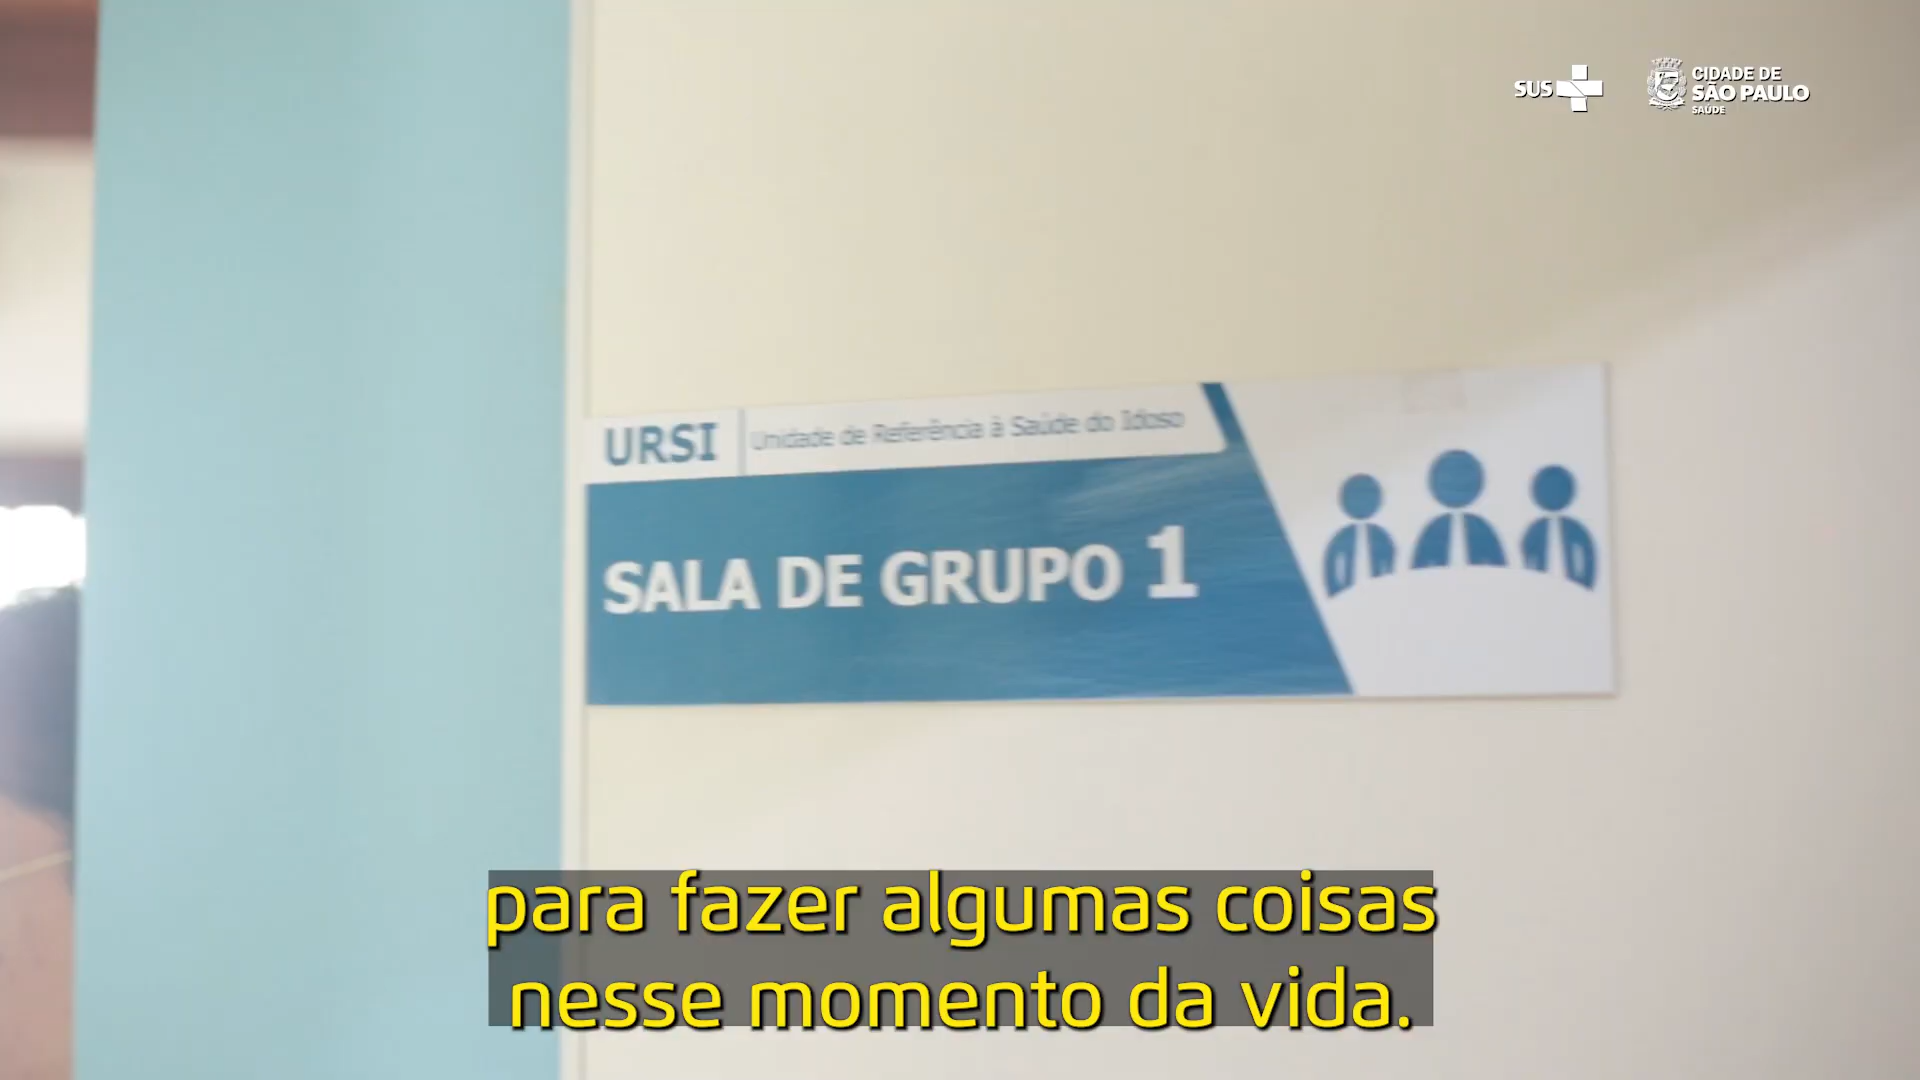 SUS
CIDADE DE
SÃO PAULO
SAÚDE
URSI
Unidade de Referência à Saúde do Idoso
SALA DE GRUPO 1
para fazer algumas coisas
nesse momento da vida.